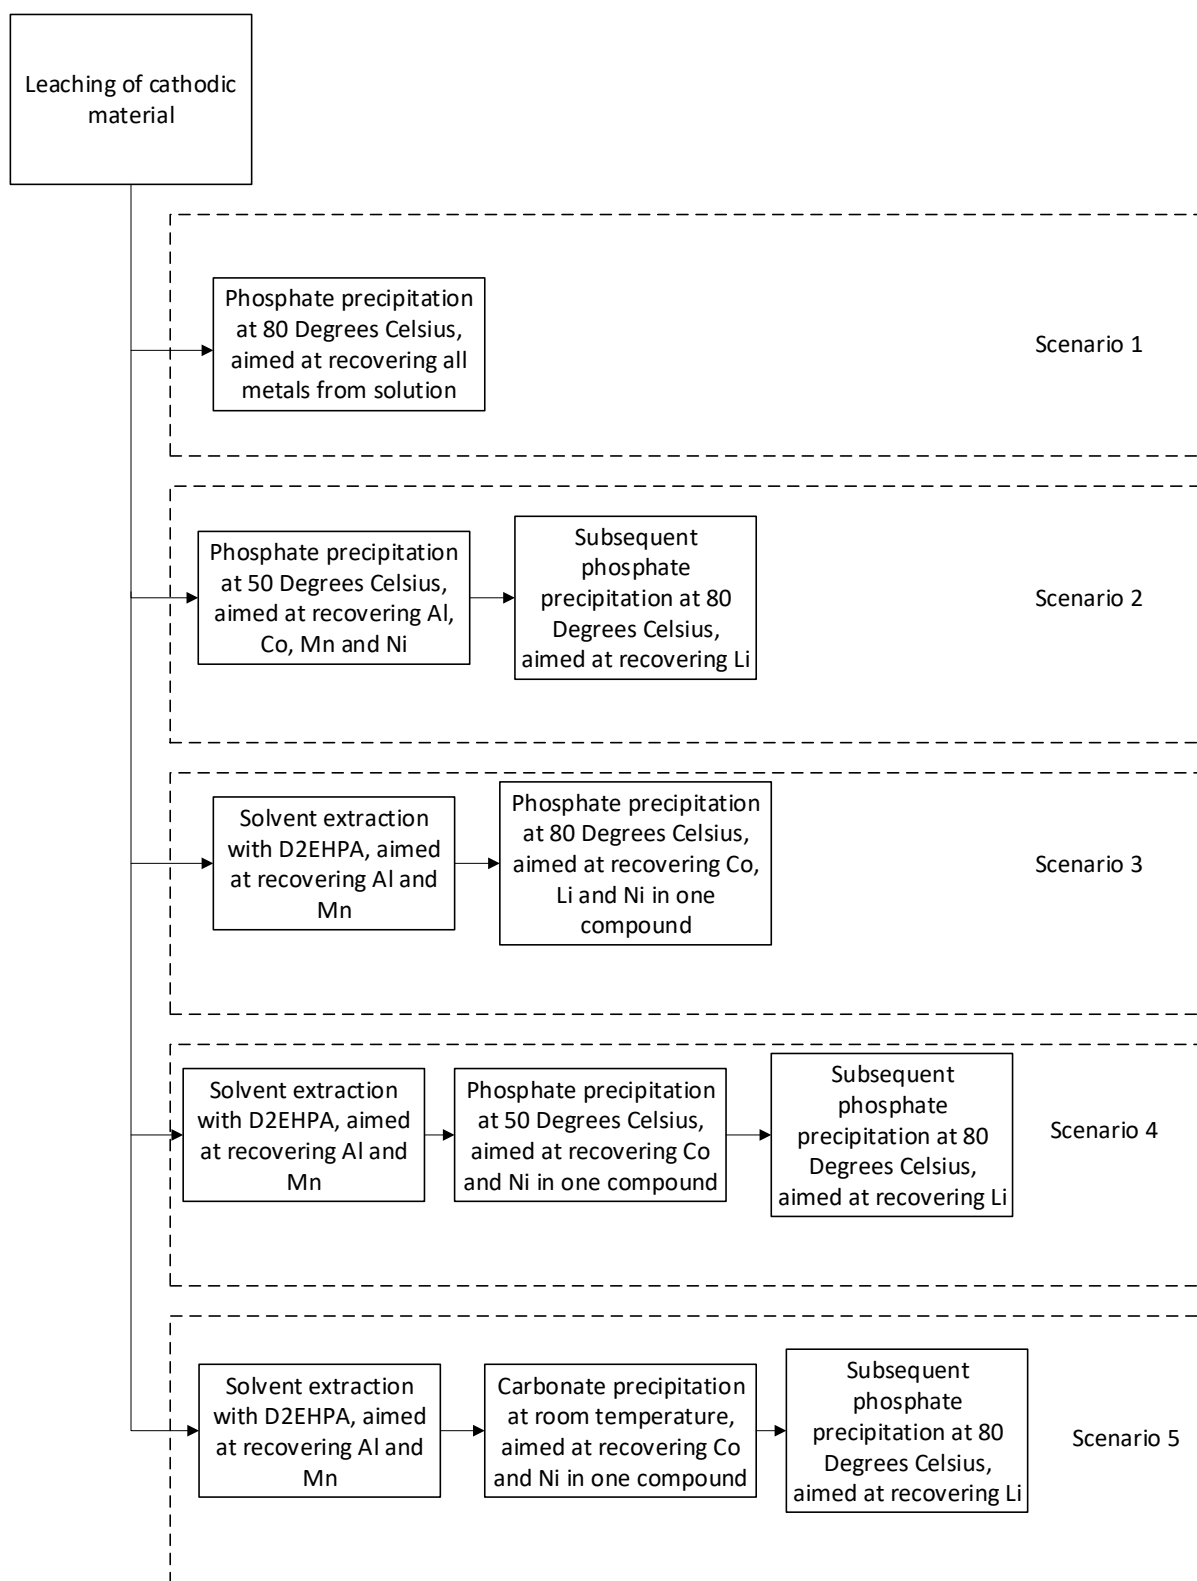 Leaching of cathodic
material
Phosphate precipitation
at 80 Degrees Celsius,
aimed at recovering all
metals from solution
Scenario 1
Phosphate precipitation
at 50 Degrees Celsius,
aimed at recovering Al,
Co, Mn and Ni
Subsequent
phosphate
precipitation at 80
Degrees Celsius,
aimed at recovering Li
Scenario 2
Solvent extraction
with D2EHPA, aimed
at recovering Al and
Mn
Phosphate precipitation
at 80 Degrees Celsius,
aimed at recovering Co,
Li and Ni in one
compound
Scenario 3
Solvent extraction
with D2EHPA, aimed
at recovering Al and
Mn
Phosphate precipitation
at 50 Degrees Celsius,
aimed at recovering Co
and Ni in one compound
Subsequent
phosphate
precipitation at 80
Degrees Celsius,
aimed at recovering Li
Scenario 4
Solvent extraction
with D2EHPA, aimed
at recovering Al and
Mn
Carbonate precipitation
at room temperature,
aimed at recovering Co
and Ni in one compound
Subsequent
phosphate
precipitation at 80
Degrees Celsius,
aimed at recovering Li
Scenario 5